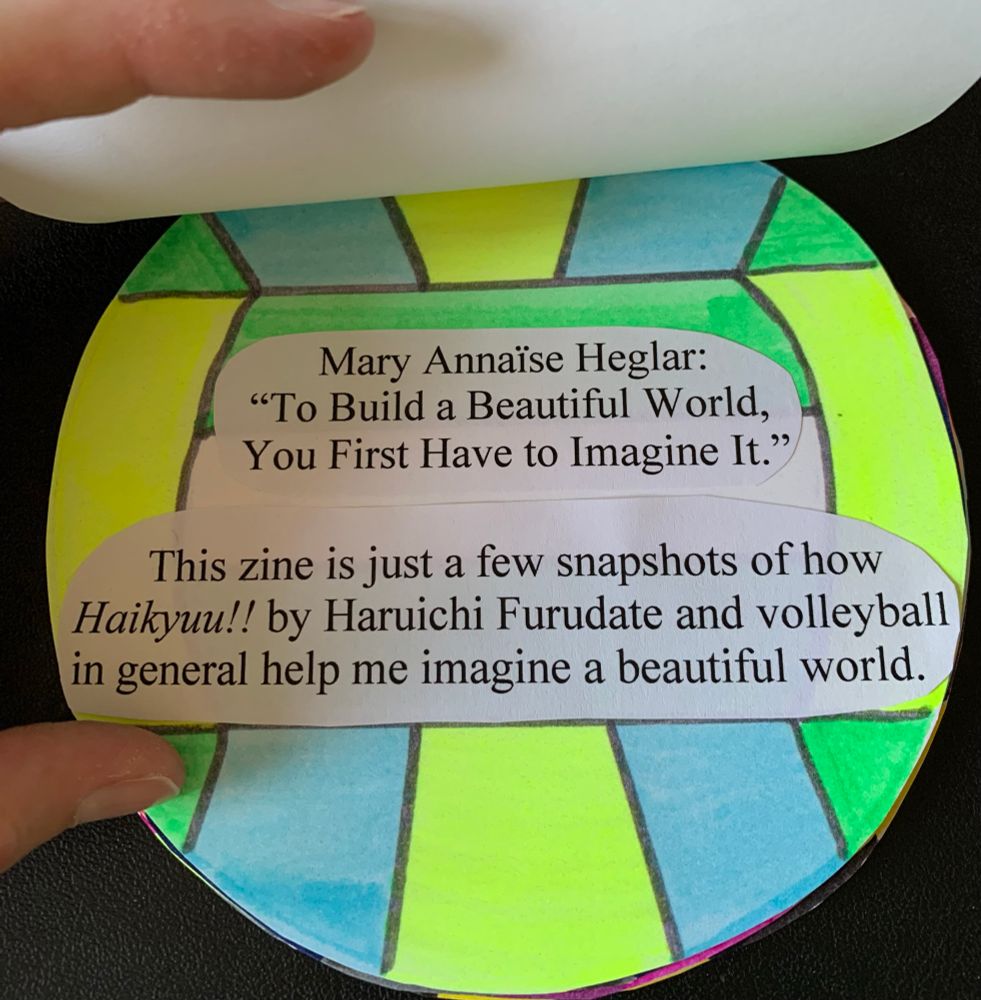 Mary Annaïse Heglar:
“To Build a Beautiful World,
You First Have to Imagine It.”
This zine is just a few snapshots of how
Haikyuu!! by Haruichi Furudate and volleyball
in general help me imagine a beautiful world.